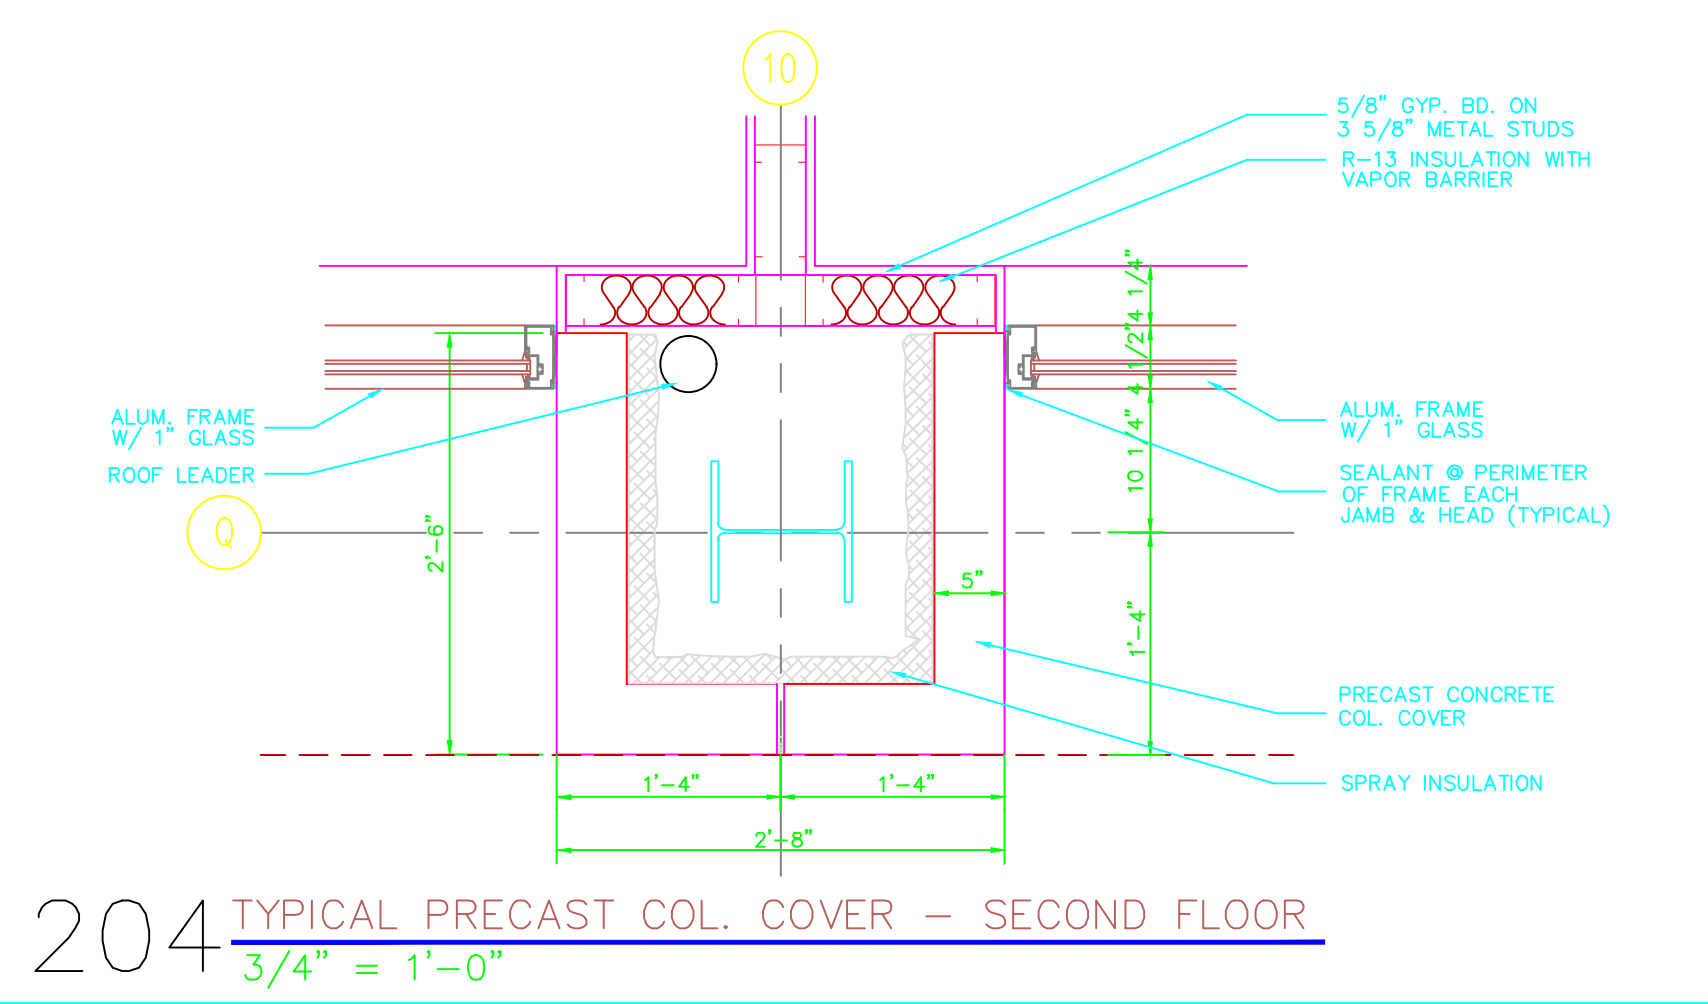 10
5/8" GYP. BD. ON
3 5/8" METAL STUDS
R-13 INSULATION WITH
VAPOR BARRIER
4 1/4"
4 1/2"
10 1/4"
1'-4"
ALUM. FRAME
W/ 1" GLASS
ROOF LEADER
Q
2'-6"
5"
ALUM. FRAME
W/ 1" GLASS
SEALANT @ PERIMETER
OF FRAME EACH
JAMB & HEAD (TYPICAL)
PRECAST CONCRETE
COL. COVER
SPRAY INSULATION
1'-4"
1'-4"
2'-8"
204
TYPICAL PRECAST COL. COVER - SECOND FLOOR
3/4" = 1'-0"